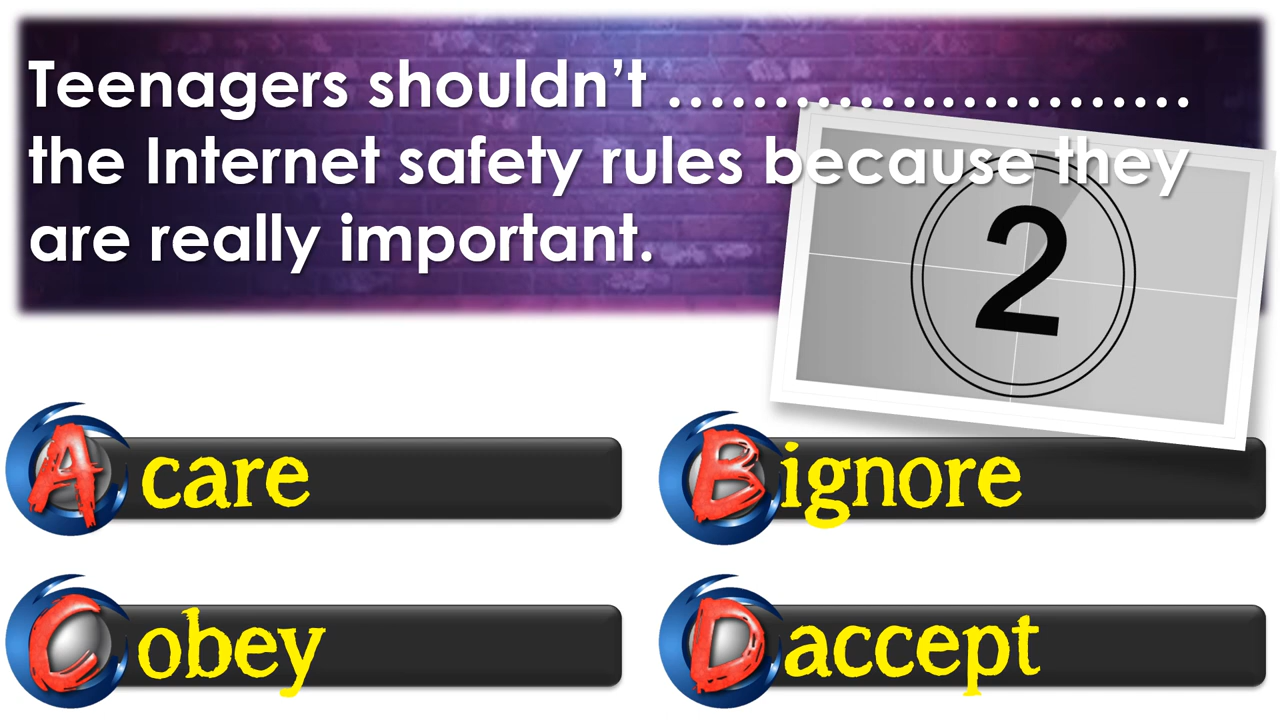 Teenagers shouldn’t ……………………
the Internet safety rules because they
are really important.
2
A care
B ignore
C obey
D accept